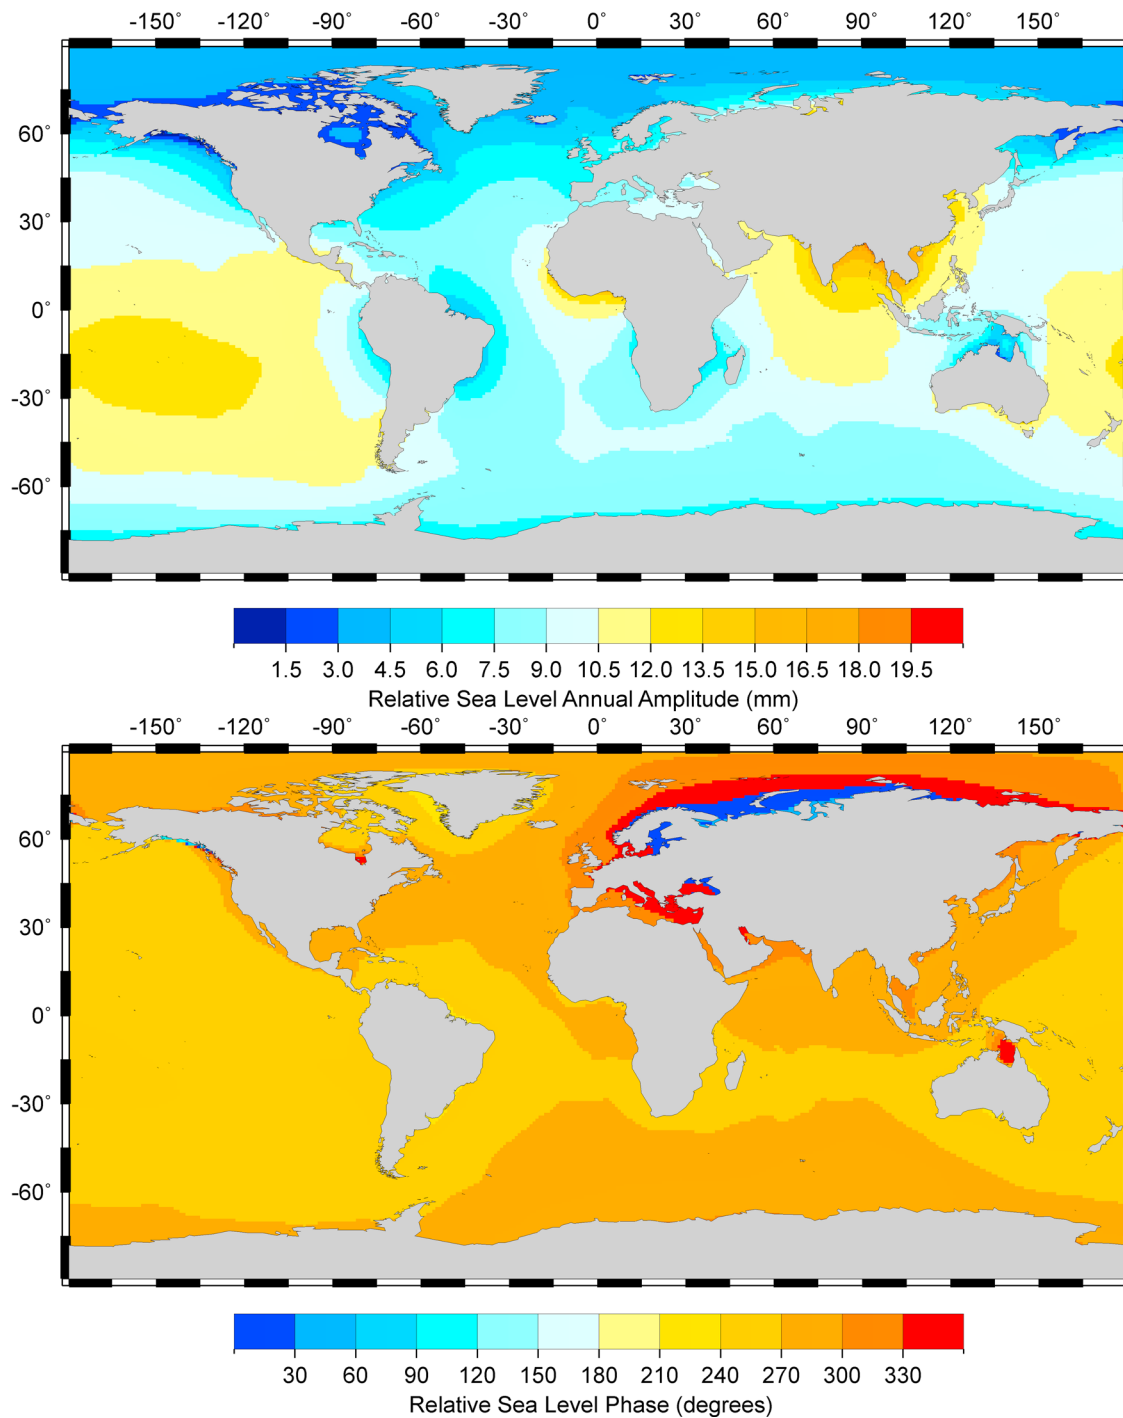 -150° -120° -90° -60° -30° 0° 30° 60° 90° 120° 150°
60°
30°
0°
-30°
-60°
1.5 3.0 4.5 6.0 7.5 9.0 10.5 12.0 13.5 15.0 16.5 18.0 19.5
Relative Sea Level Annual Amplitude (mm)
-150° -120° -90° -60° -30° 0° 30° 60° 90° 120° 150°
60°
30°
0°
-30°
-60°
30 60 90 120 150 180 210 240 270 300 330
Relative Sea Level Phase (degrees)